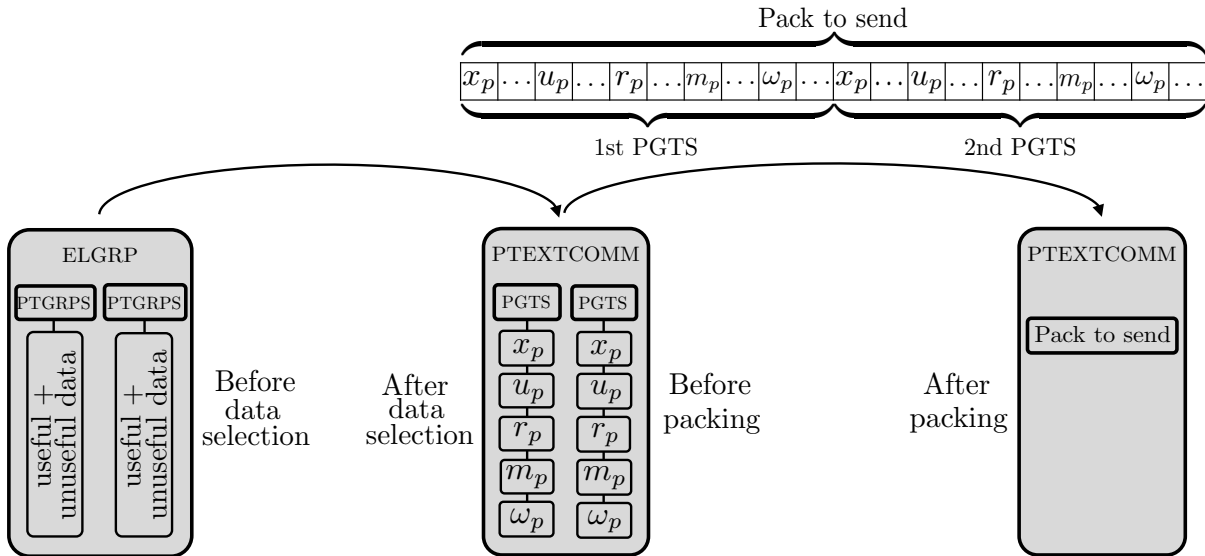 Pack to send
x_p ... u_p ... r_p ... m_p ... ω_p ... x_p ... u_p ... r_p ... m_p ... ω_p ...
1st PGTS 2nd PGTS
ELGRP
PTGRPS PTGRPS
useful +
unuseful data
useful +
unuseful data
Before
data
selection
After
data
selection
PTEXTCOMM
PGTS PGTS
x_p x_p
u_p u_p
r_p r_p
m_p m_p
ω_p ω_p
Before
packing
After
packing
PTEXTCOMM
Pack to send